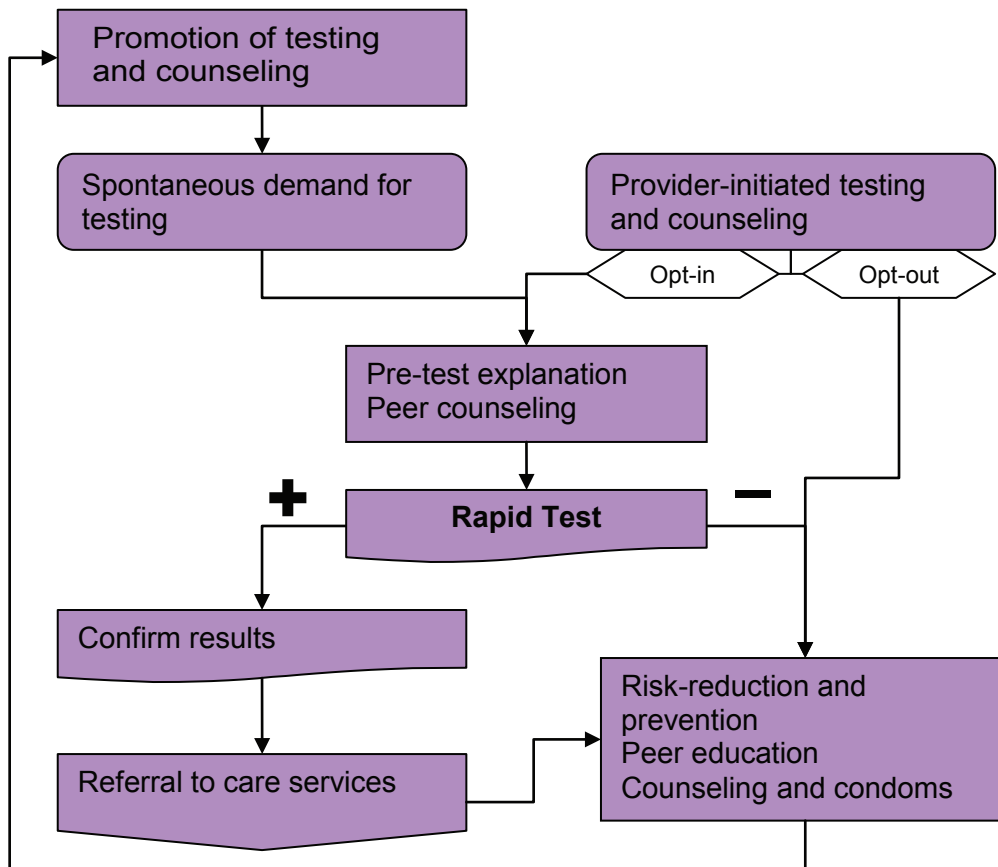 Promotion of testing
and counseling
Spontaneous demand for
testing
Provider-initiated testing
and counseling
Opt-in
Opt-out
Pre-test explanation
Peer counseling
+
−
Rapid Test
Confirm results
Referral to care services
Risk-reduction and
prevention
Peer education
Counseling and condoms